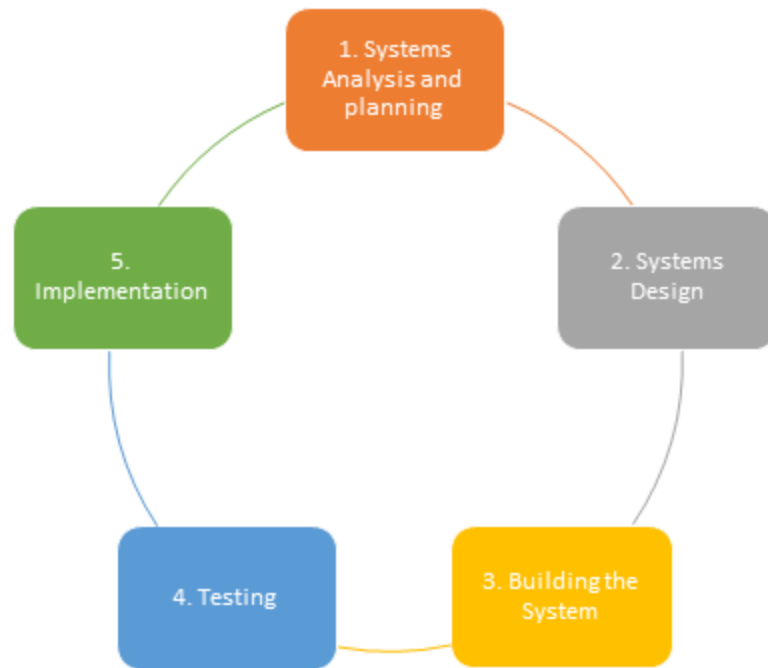 1. Systems
Analysis and
planning
2. Systems
Design
3. Building the
System
4. Testing
5.
Implementation